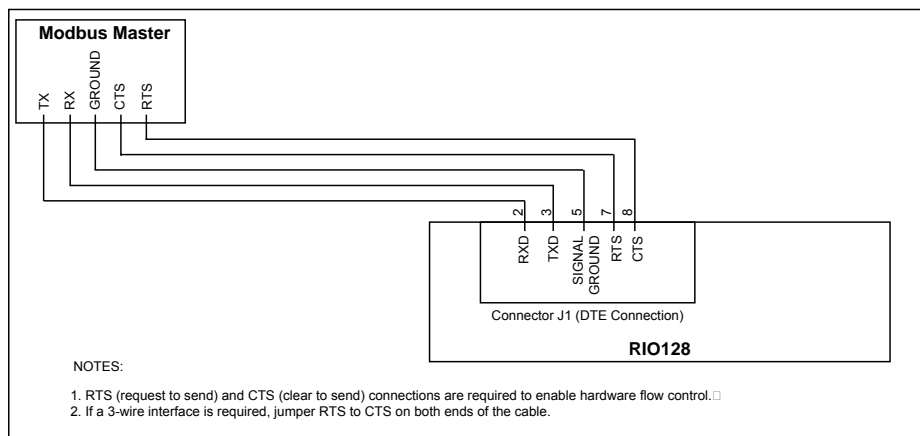 Modbus Master
TX
RX
GROUND
CTS
RTS
2
3
5
7
8
RXD
TXD
SIGNAL
GROUND
RTS
CTS
Connector J1 (DTE Connection)
RIO128
NOTES:
1. RTS (request to send) and CTS (clear to send) connections are required to enable hardware flow control.□
2. If a 3-wire interface is required, jumper RTS to CTS on both ends of the cable.